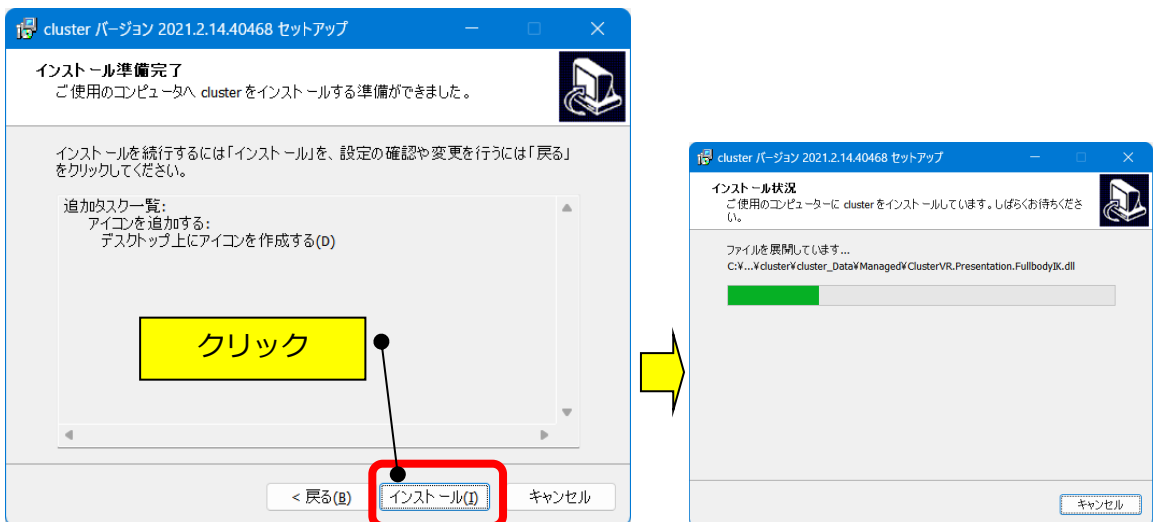 cluster バージョン 2021.2.14.40468 セットアップ
インストール準備完了
ご使用のコンピュータへ cluster をインストールする準備ができました。
インストールを続行するには「インストール」を、設定の確認や変更を行うには「戻る」
をクリックしてください。
追加タスク一覧:
アイコンを追加する:
デスクトップ上にアイコンを作成する(D)
クリック
< 戻る(B)
インストール(I)
キャンセル
cluster バージョン 2021.2.14.40468 セットアップ
インストール状況
ご使用のコンピューターに cluster をインストールしています。しばらくお待ちくださ
い。
ファイルを展開しています...
C:¥...¥cluster¥cluster_Data¥Managed¥ClusterVR.Presentation.FullbodyIK.dll
キャンセル